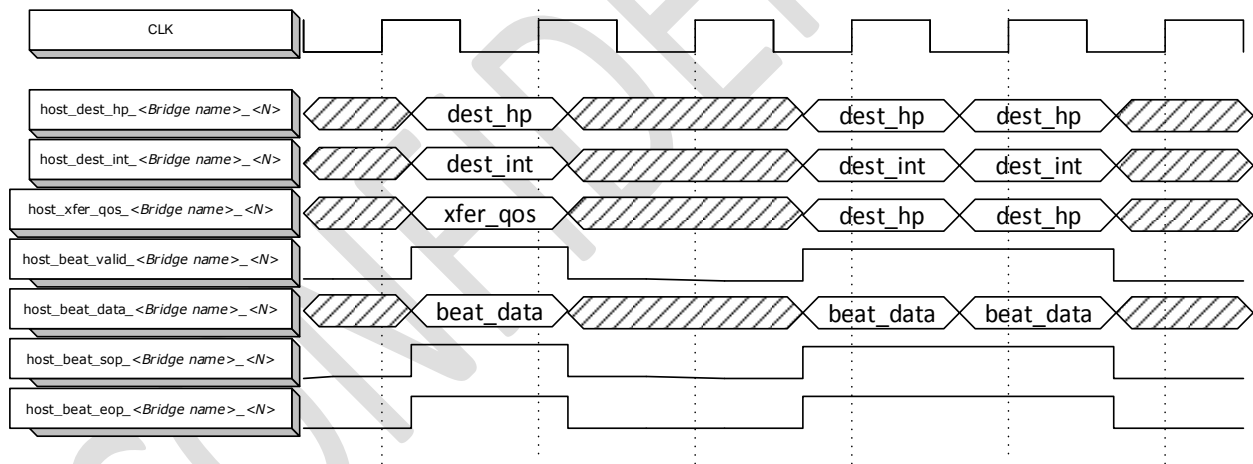 CLK
host_dest_hp_<Bridge name>_<N>
dest_hp
dest_hp
dest_hp
host_dest_int_<Bridge name>_<N>
dest_int
dest_int
dest_int
host_xfer_qos_<Bridge name>_<N>
xfer_qos
dest_hp
dest_hp
host_beat_valid_<Bridge name>_<N>
host_beat_data_<Bridge name>_<N>
beat_data
beat_data
beat_data
host_beat_sop_<Bridge name>_<N>
host_beat_eop_<Bridge name>_<N>